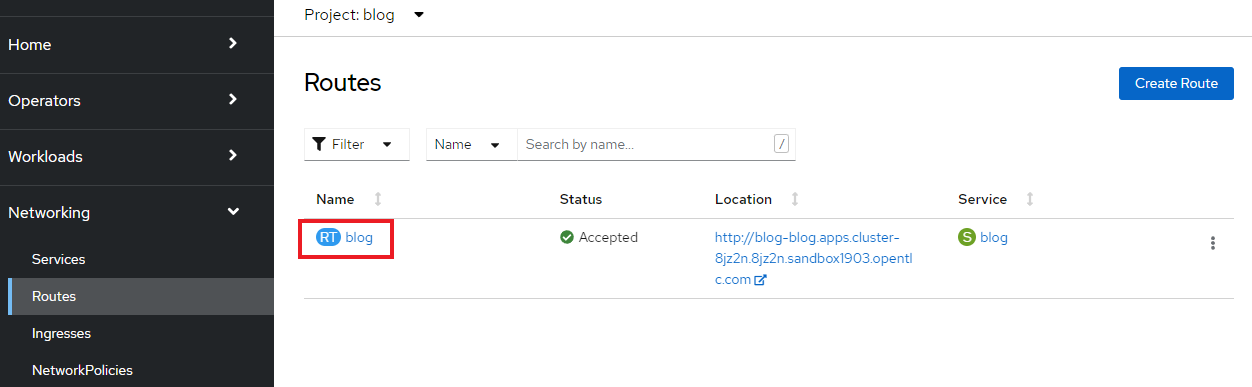 Project: blog
Home
Operators
Workloads
Networking
Services
Routes
Ingresses
NetworkPolicies
Routes
Create Route
Filter
Name
Search by name...
/
Name
Status
Location
Service
RT blog
Accepted
http://blog-blog.apps.cluster-
8jz2n.8jz2n.sandbox1903.opentl
c.com
S blog